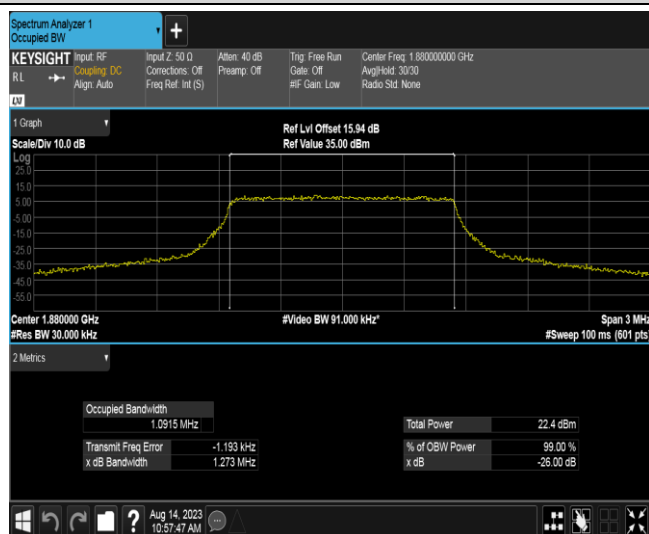 Spectrum Analyzer 1
Occupied BW
+
KEYSIGHT
R L
LXI
Input: RF
Coupling: DC
Align: Auto
Input Z: 50 Ω
Corrections: Off
Freq Ref: Int (S)
Atten: 40 dB
Preamp: Off
Trig: Free Run
Gate: Off
#IF Gain: Low
Center Freq: 1.880000000 GHz
Avg|Hold: 30/30
Radio Std: None
1 Graph
Scale/Div 10.0 dB
Ref Lvl Offset 15.94 dB
Ref Value 35.00 dBm
Log
25.0
15.0
5.00
-5.00
-15.0
-25.0
-35.0
-45.0
-55.0
Center 1.880000 GHz
#Res BW 30.000 kHz
#Video BW 91.000 kHz*
Span 3 MHz
#Sweep 100 ms (601 pts)
2 Metrics
Occupied Bandwidth
1.0915 MHz
Transmit Freq Error -1.193 kHz
x dB Bandwidth 1.273 MHz
Total Power 22.4 dBm
% of OBW Power 99.00 %
x dB -26.00 dB
?
Aug 14, 2023
10:57:47 AM